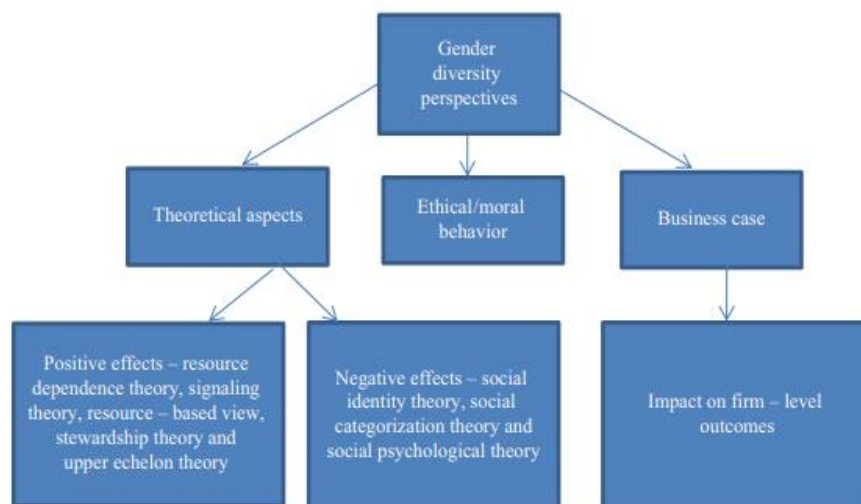 Gender
diversity
perspectives
Theoretical aspects
Ethical/moral
behavior
Business case
Positive effects – resource
dependence theory, signaling
theory, resource – based view,
stewardship theory and
upper echelon theory
Negative effects – social
identity theory, social
categorization theory and
social psychological theory
Impact on firm – level
outcomes